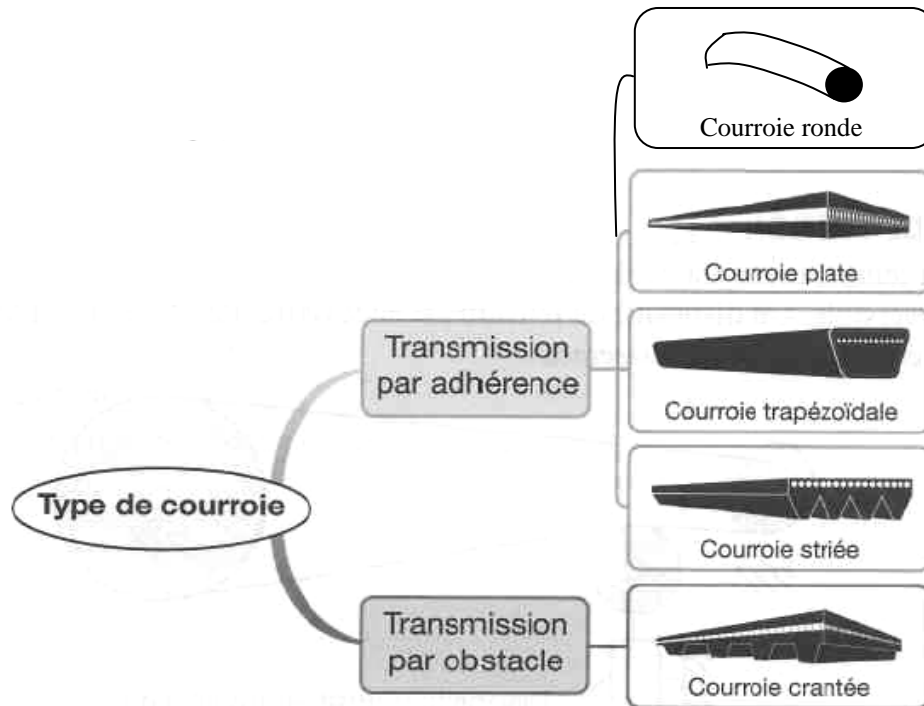 Type de courroie
Transmission
par adhérence
Courroie ronde
Courroie plate
Courroie trapézoïdale
Courroie striée
Transmission
par obstacle
Courroie crantée